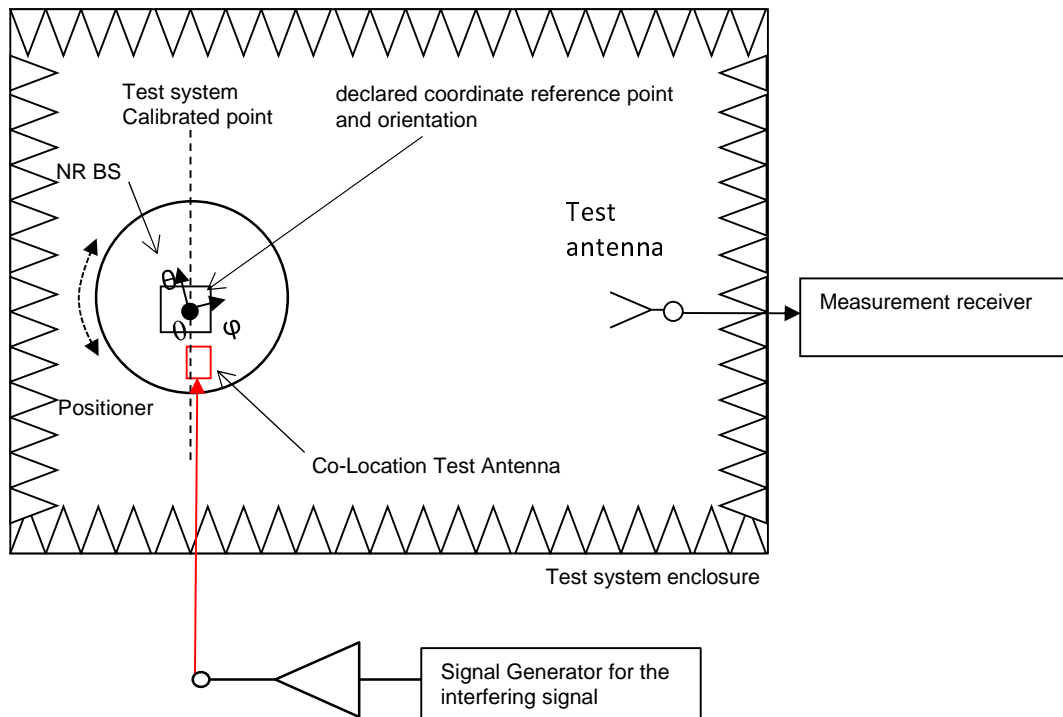 Test system
Calibrated point
declared coordinate reference point
and orientation
NR BS
Test
antenna
θ
θ
φ
Measurement receiver
Positioner
Co-Location Test Antenna
Test system enclosure
Signal Generator for the
interfering signal